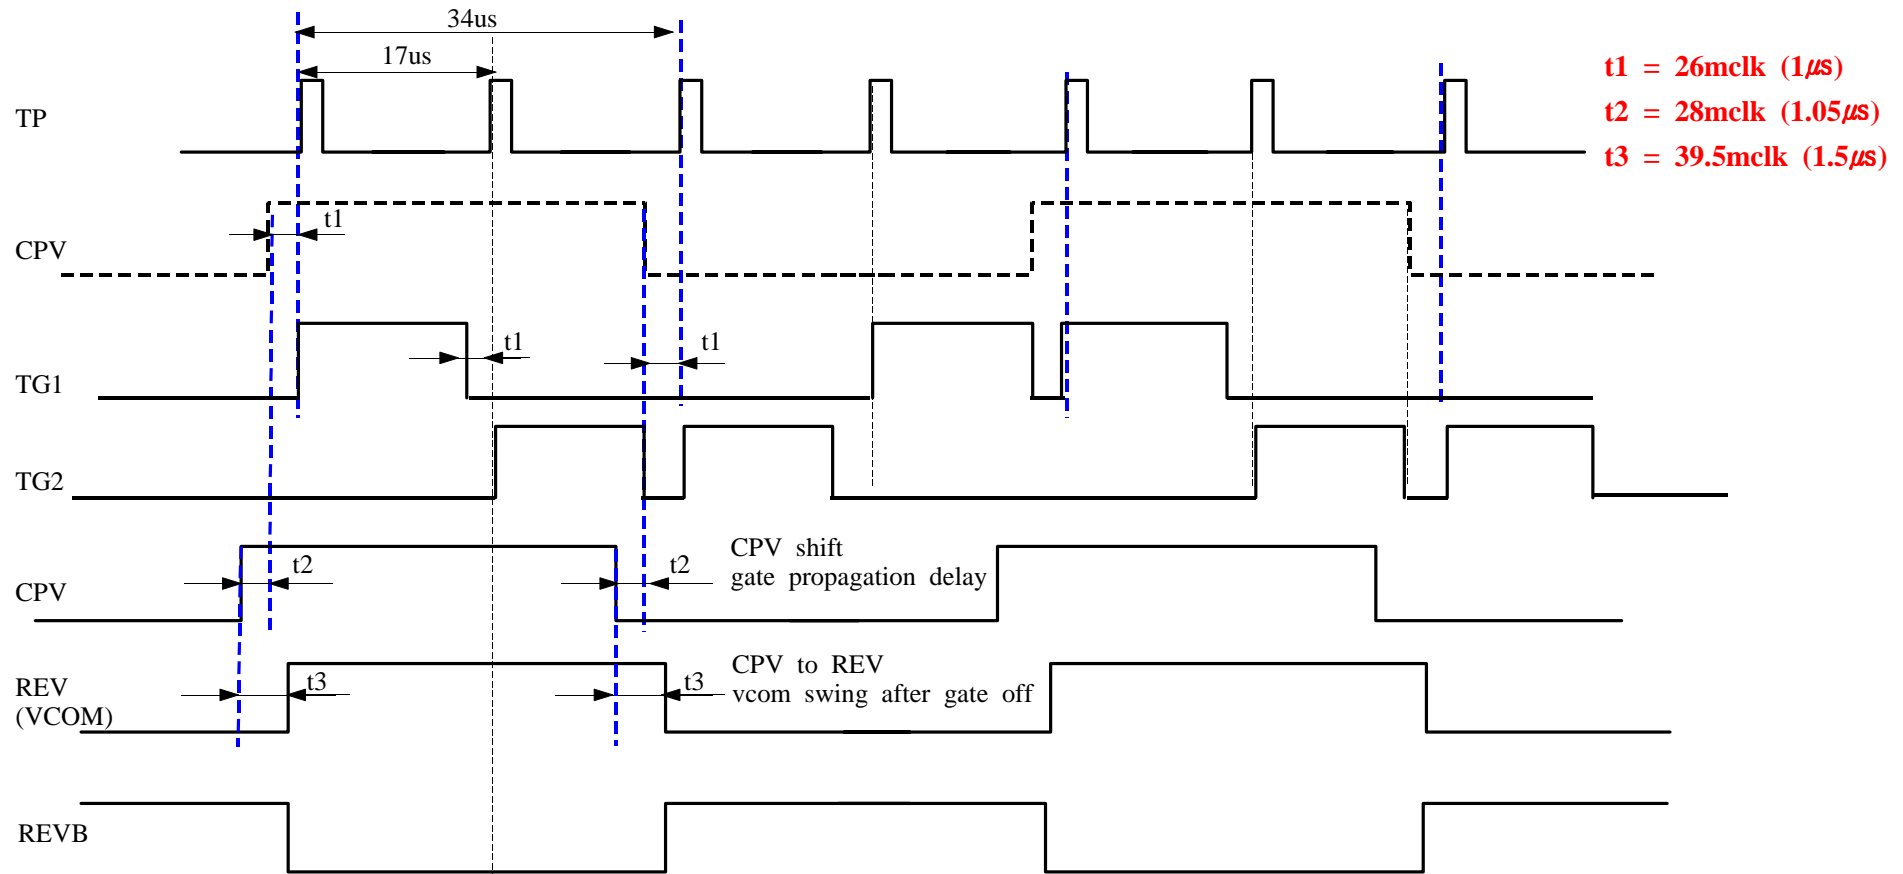 34us
17us
t1 = 26mclk (1μs)
t2 = 28mclk (1.05μs)
t3 = 39.5mclk (1.5μs)
TP
t1
CPV
t1
t1
TG1
TG2
CPV shift
gate propagation delay
t2
t2
CPV
CPV to REV
vcom swing after gate off
t3
t3
REV
(VCOM)
REVB